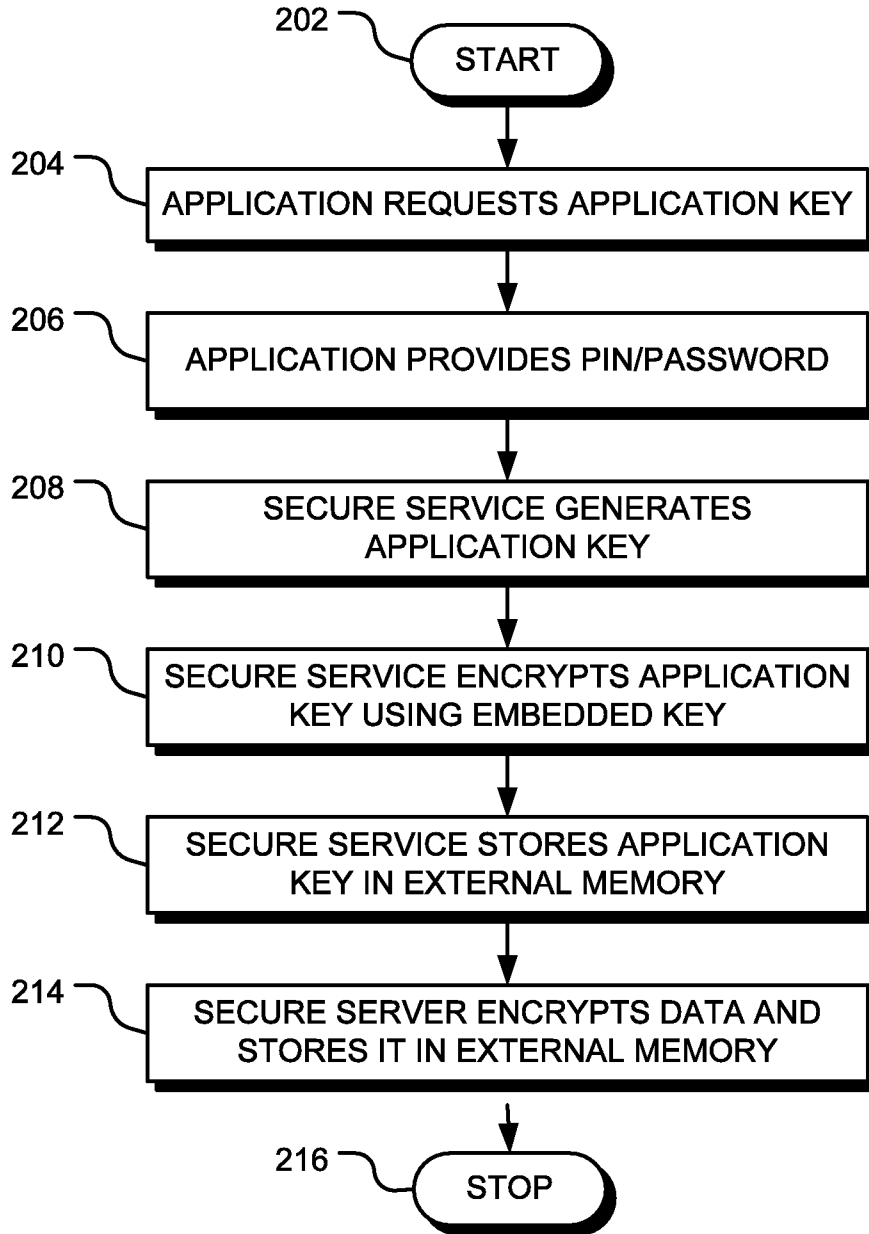 202
START
204
APPLICATION REQUESTS APPLICATION KEY
206
APPLICATION PROVIDES PIN/PASSWORD
208
SECURE SERVICE GENERATES
APPLICATION KEY
210
SECURE SERVICE ENCRYPTS APPLICATION
KEY USING EMBEDDED KEY
212
SECURE SERVICE STORES APPLICATION
KEY IN EXTERNAL MEMORY
214
SECURE SERVER ENCRYPTS DATA AND
STORES IT IN EXTERNAL MEMORY
216
STOP